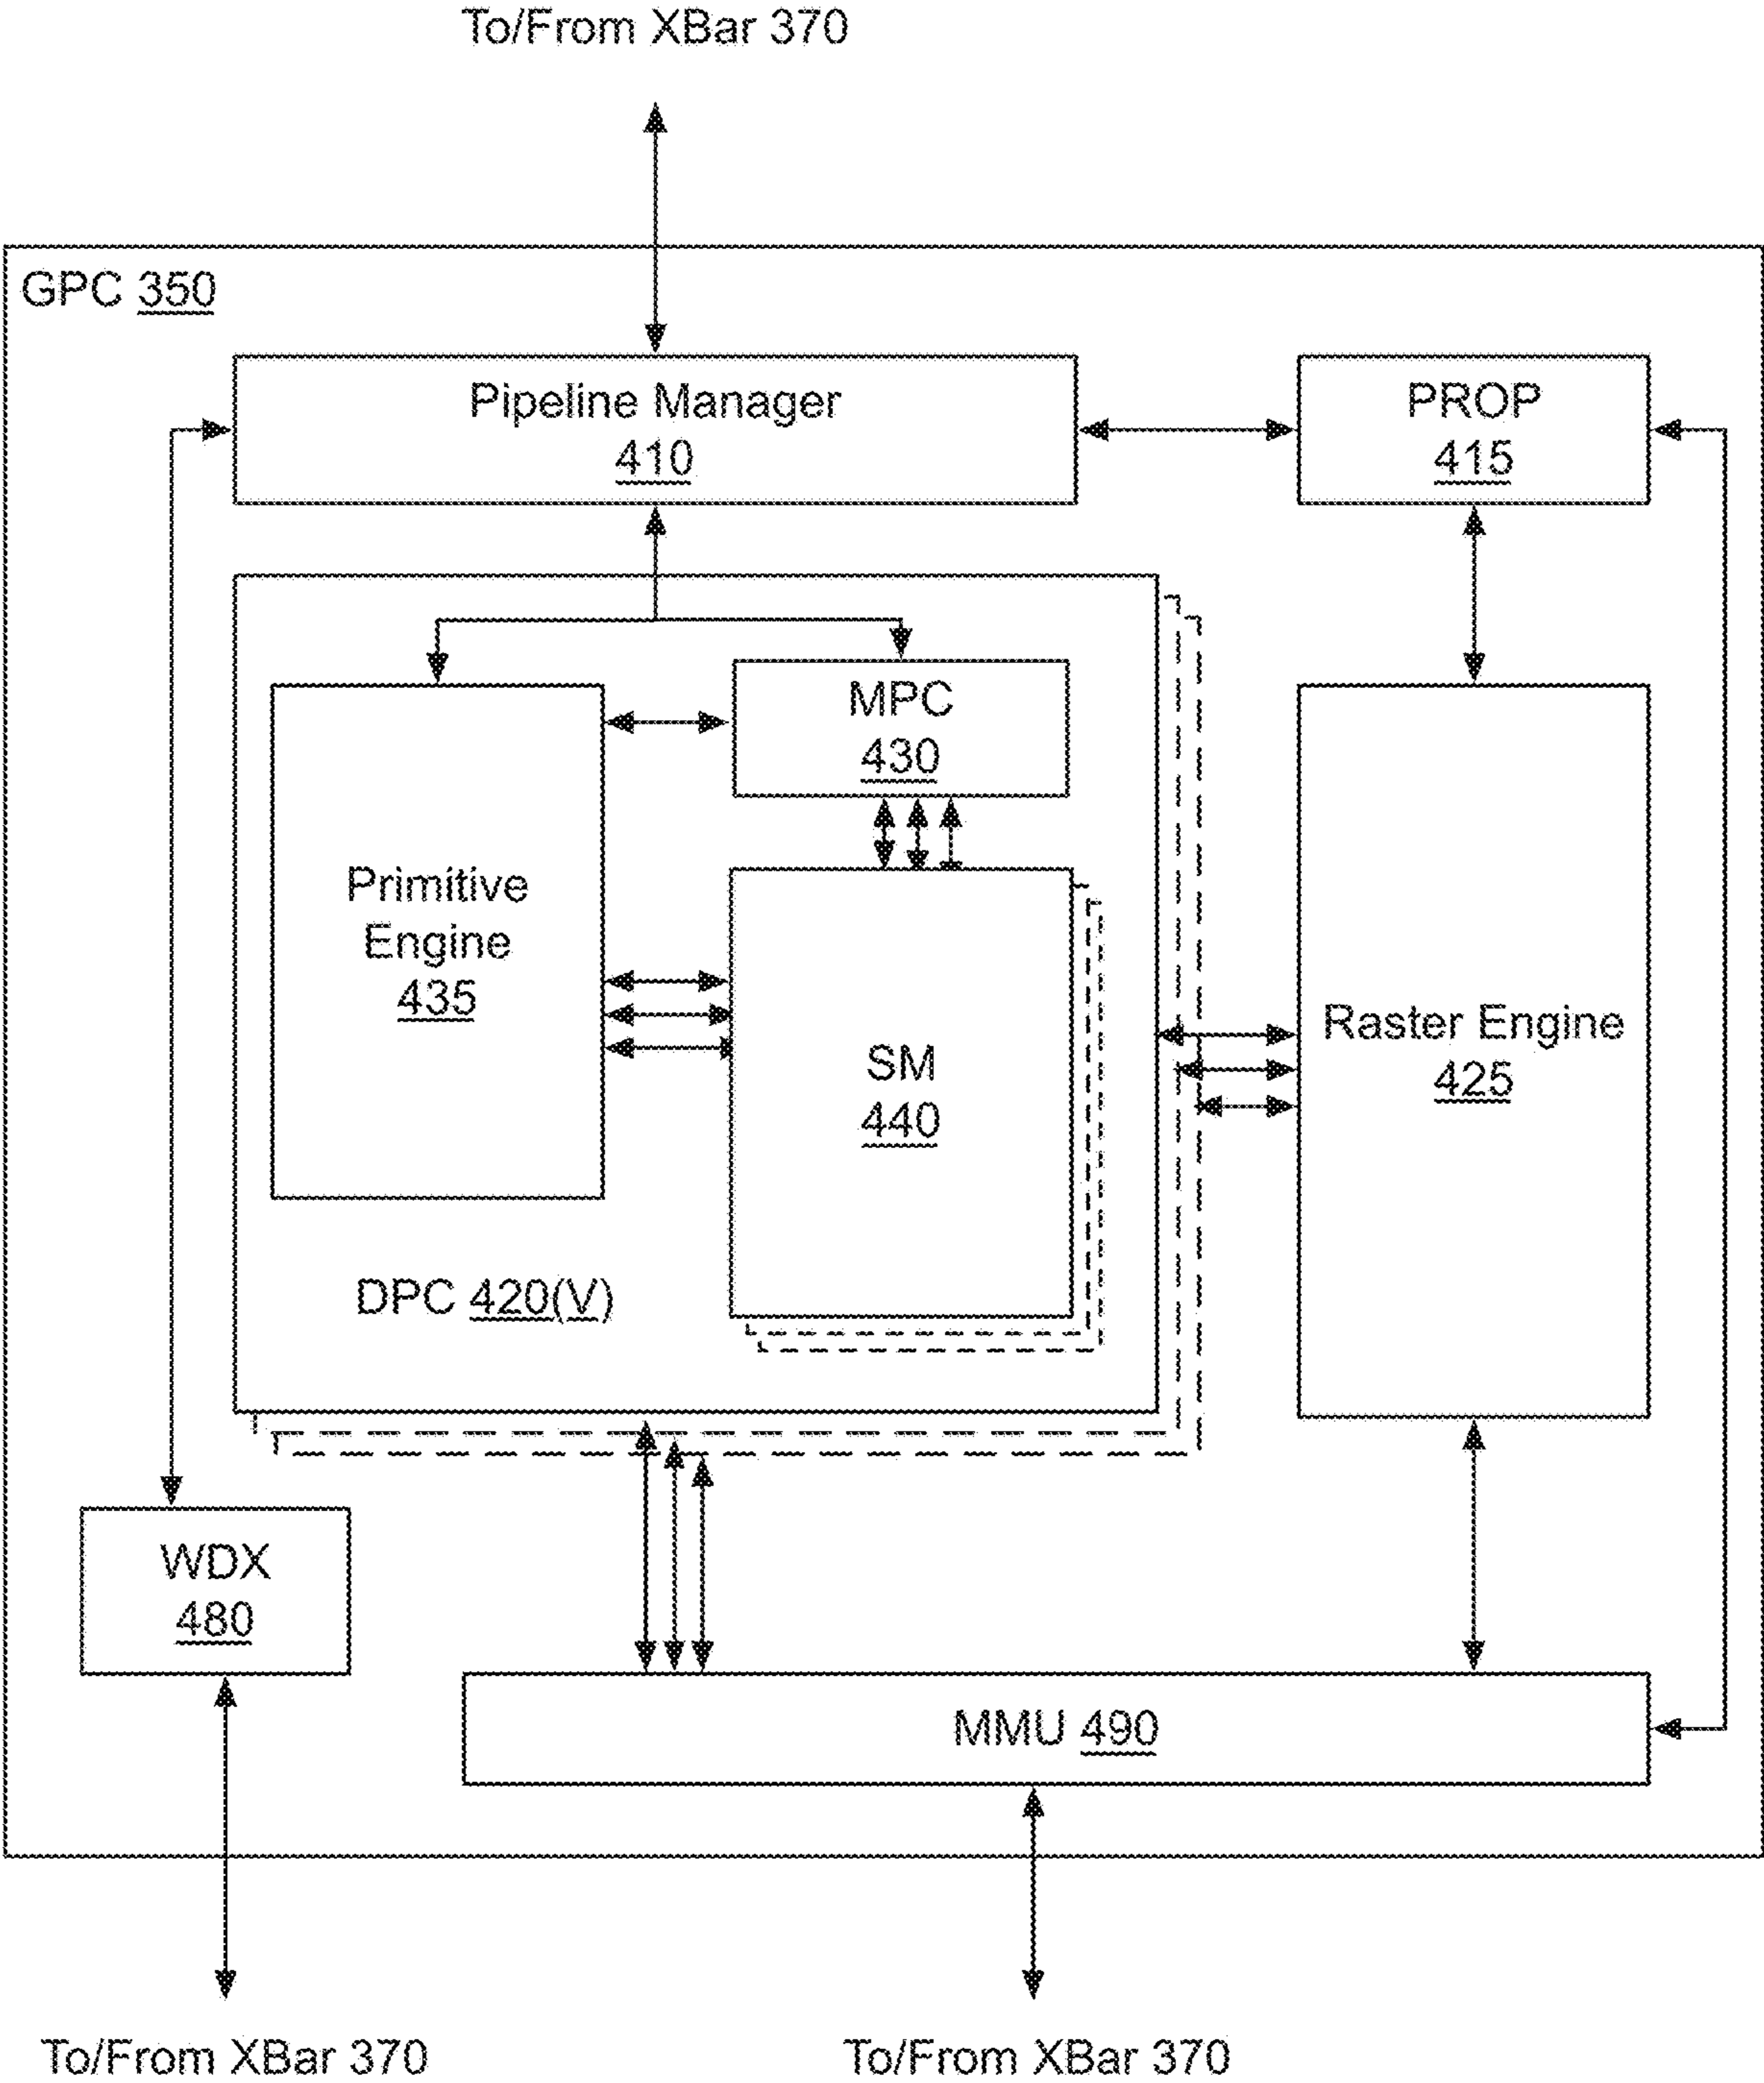 To/From XBar 370
GPC 350
Pipeline Manager
410
PROP
415
MPC
430
Primitive
Engine
435
SM
440
Raster Engine
425
DPC 420(V)
WDX
480
MMU 490
To/From XBar 370
To/From XBar 370